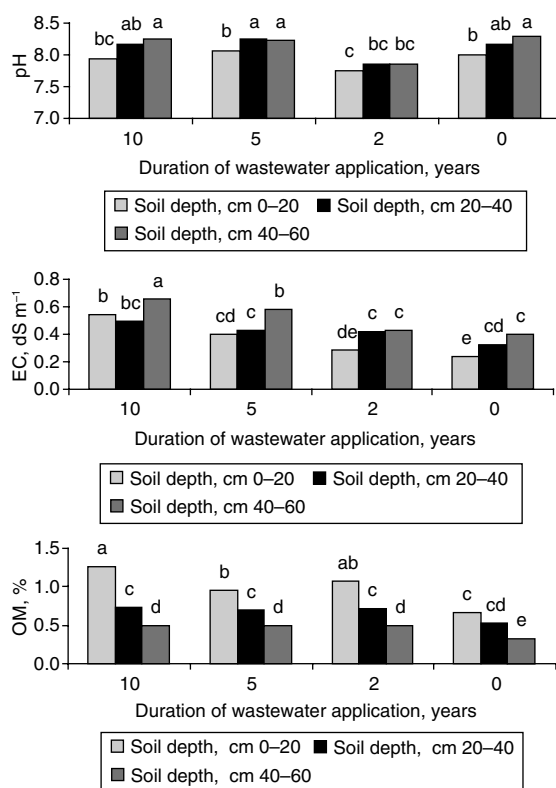 8.5
8.0
7.5
7.0
pH
bc ab a
b a a
c bc bc
b ab a
10 5 2 0
Duration of wastewater application, years
Soil depth, cm 0–20 Soil depth, cm 20–40
Soil depth, cm 40–60
0.8
0.6
0.4
0.2
0.0
EC, dS m⁻¹
b bc a
cd c b
de c c
e cd c
10 5 2 0
Duration of wastewater application, years
Soil depth, cm 0–20 Soil depth, cm 20–40
Soil depth, cm 40–60
1.5
1.0
0.5
0.0
OM, %
a c d
b c d
ab c d
c cd e
10 5 2 0
Duration of wastewater application, years
Soil depth, cm 0–20 Soil depth, cm 20–40
Soil depth, cm 40–60